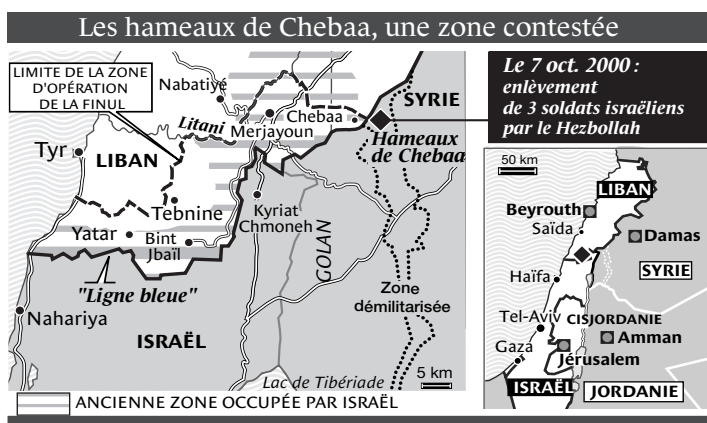 Les hameaux de Chebaa, une zone contestée
LIMITE DE LA ZONE
D'OPÉRATION
DE LA FINUL
Nabatiyé
Litani
Chebaa
Merjayoun
SYRIE
Hameaux
de Chebaa
Tyr
LIBAN
Tebnine
Kyriat
Chmoneh
Yatar
Bint
Jbaïl
GOLAN
"Ligne bleue"
Zone
démilitarisée
Nahariya
ISRAËL
Lac de Tibériade
5 km
ANCIENNE ZONE OCCUPÉE PAR ISRAËL
Le 7 oct. 2000 :
enlèvement
de 3 soldats israéliens
par le Hezbollah
50 km
LIBAN
Beyrouth
Saïda
Damas
SYRIE
Haïfa
Tel-Aviv
CISJORDANIE
Amman
Gaza
Jérusalem
ISRAËL
JORDANIE